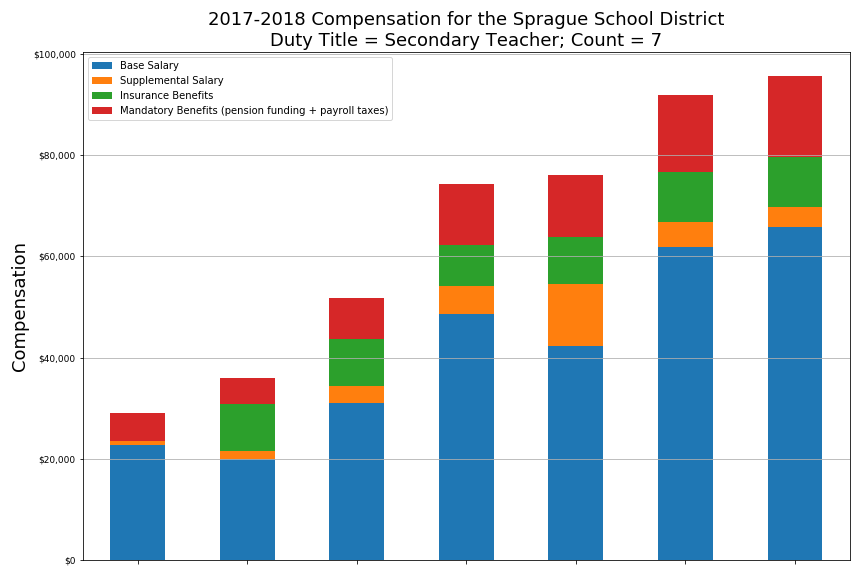 2017-2018 Compensation for the Sprague School District
Duty Title = Secondary Teacher; Count = 7
$100,000
Base Salary
Supplemental Salary
Insurance Benefits
Mandatory Benefits (pension funding + payroll taxes)
$80,000
$60,000
Compensation
$40,000
$20,000
$0